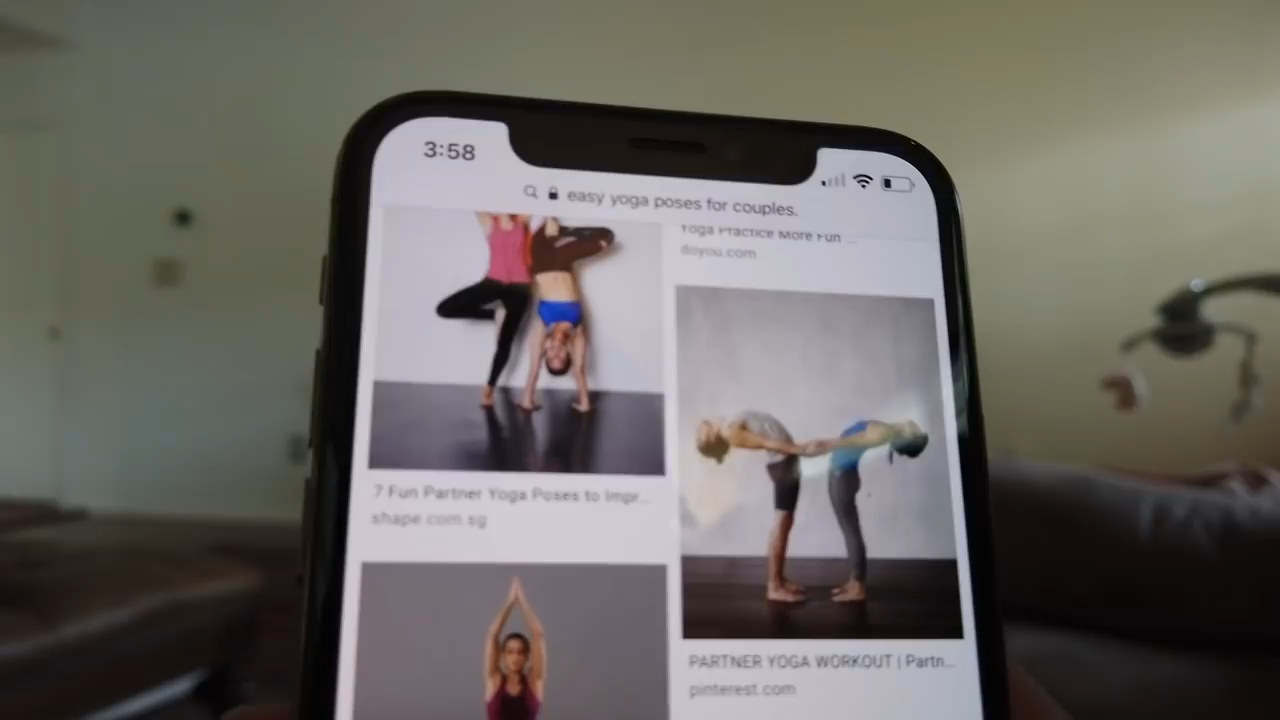 3:58
easy yoga poses for couples.
Yoga Practice More Fun ...
doyou.com
7 Fun Partner Yoga Poses to Impr...
shape.com.sg
PARTNER YOGA WORKOUT | Partn...
pinterest.com